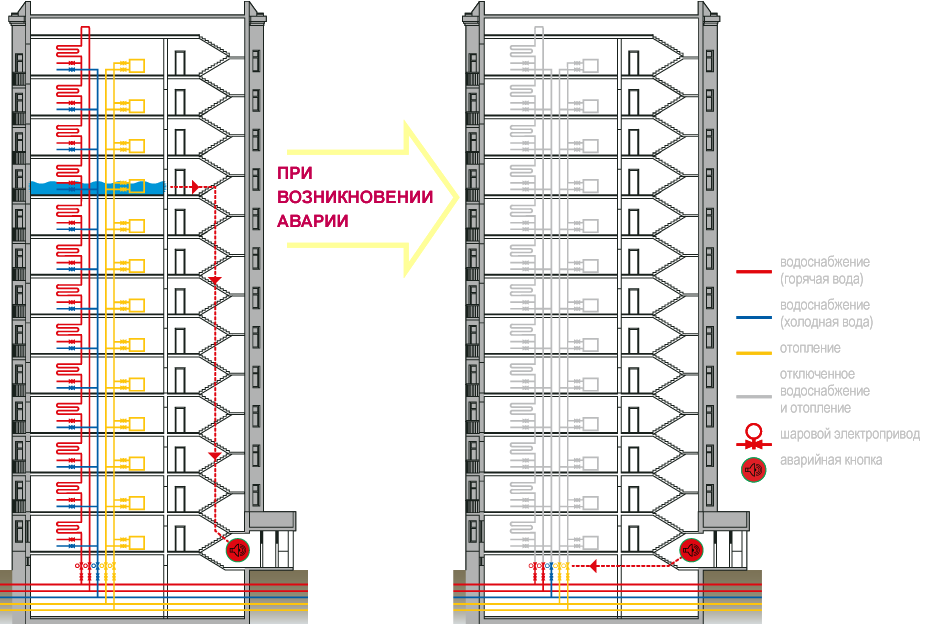 ПРИ
ВОЗНИКНОВЕНИИ
АВАРИИ
водоснабжение
(горячая вода)
водоснабжение
(холодная вода)
отопление
отключенное
водоснабжение
и отопление
шаровой электропривод
аварийная кнопка